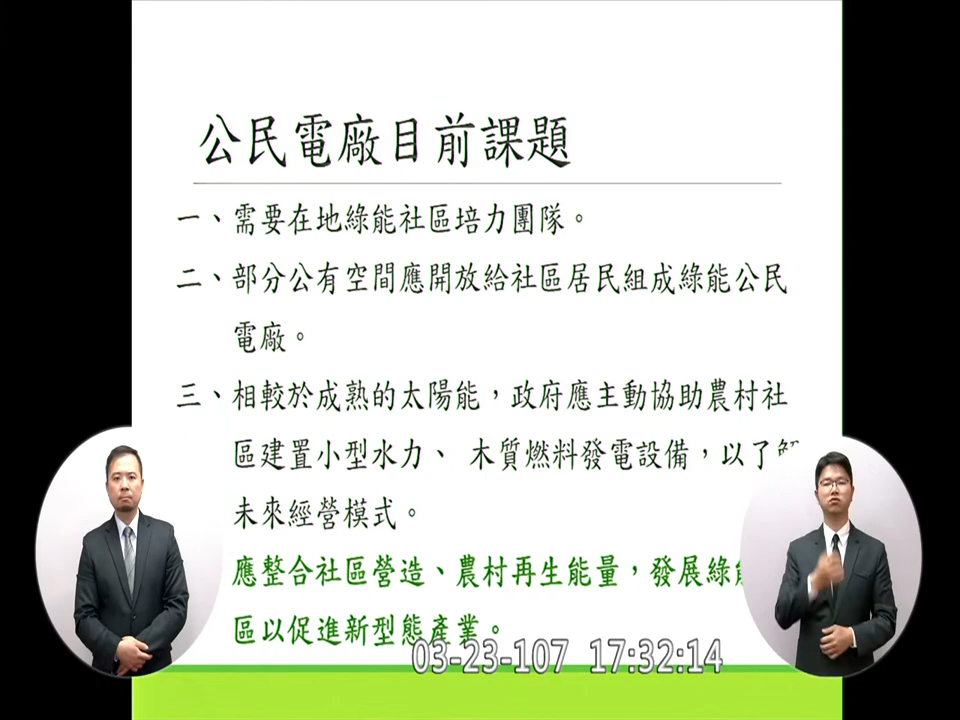 公民電廠目前課題
一、需要在地綠能社區培力團隊。
二、部分公有空間應開放給社區居民組成綠能公民
電廠。
三、相較於成熟的太陽能，政府應主動協助農村社
區建置小型水力、 木質燃料發電設備，以了解
未來經營模式。
應整合社區營造、農村再生能量，發展綠能
區以促進新型態產業。
03-23-107 17:32:14